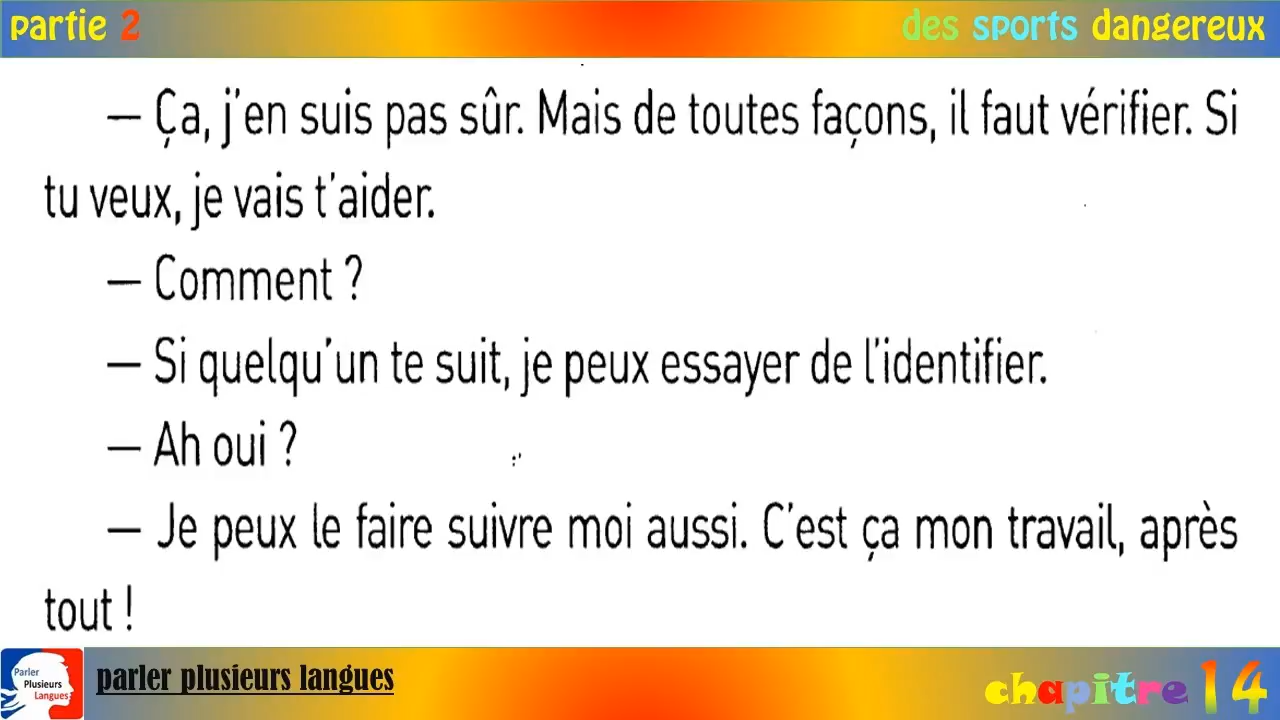 partie 2
des sports dangereux
— Ça, j'en suis pas sûr. Mais de toutes façons, il faut vérifier. Si
tu veux, je vais t'aider.
— Comment ?
— Si quelqu'un te suit, je peux essayer de l'identifier.
— Ah oui ?
— Je peux le faire suivre moi aussi. C'est ça mon travail, après
tout !
Parler
Plusieurs
Langues
parler plusieurs langues
chapitre 14